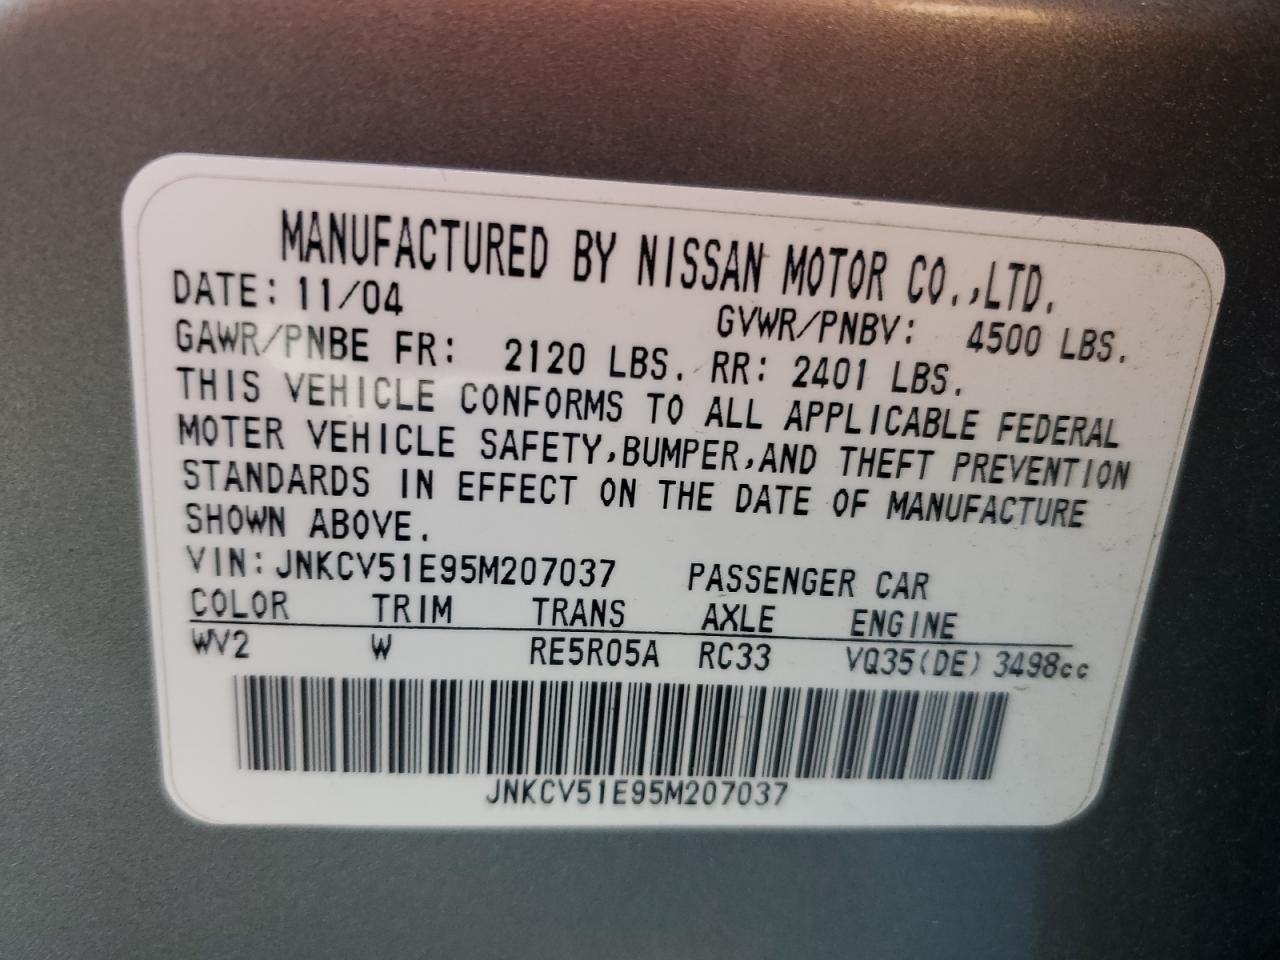 MANUFACTURED BY NISSAN MOTOR CO.,LTD.
DATE: 11/04 GVWR/PNBV: 4500 LBS.
GAWR/PNBE FR: 2120 LBS. RR: 2401 LBS.
THIS VEHICLE CONFORMS TO ALL APPLICABLE FEDERAL
MOTER VEHICLE SAFETY,BUMPER,AND THEFT PREVENTION
STANDARDS IN EFFECT ON THE DATE OF MANUFACTURE
SHOWN ABOVE.
VIN:JNKCV51E95M207037 PASSENGER CAR
COLOR TRIM TRANS AXLE ENGINE
WV2 W RE5R05A RC33 VQ35(DE) 3498cc
JNKCV51E95M207037